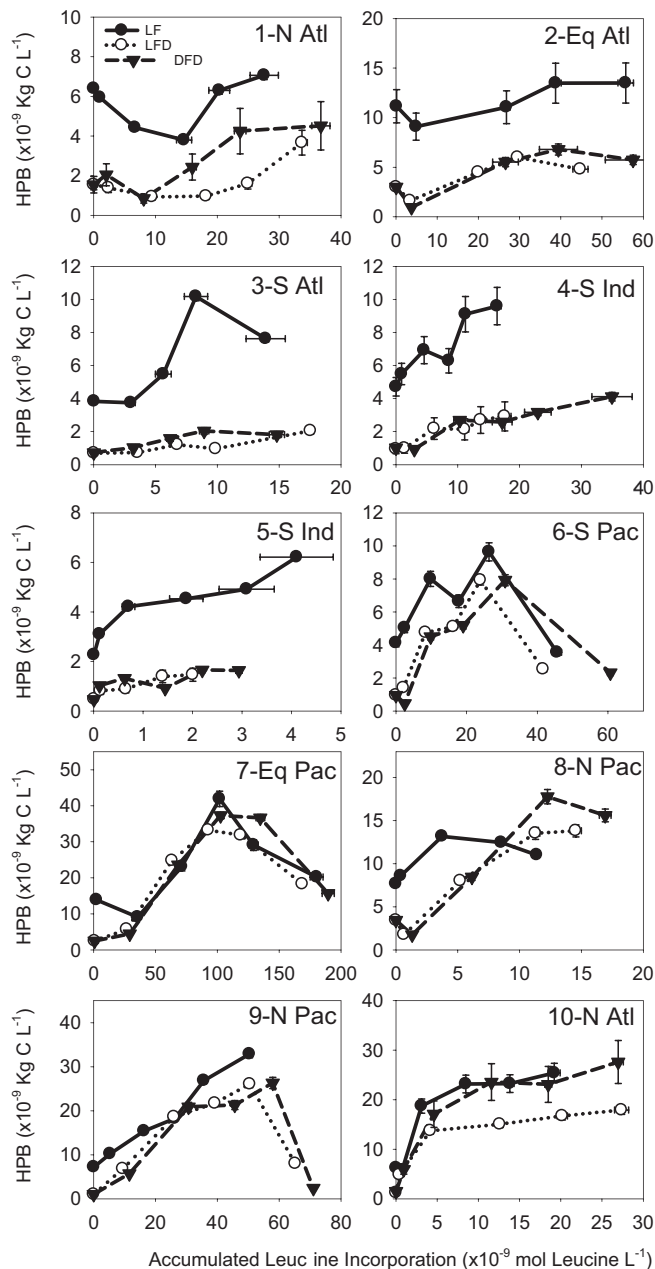 LF
LFD
DFD
1-N Atl
HPB (x10-9 Kg C L-1)
0 2 4 6
0 10 20 30 40
2-Eq Atl
0 5 10 15 20
0 10 20 30 40 50 60
3-S Atl
HPB (x10-9 Kg C L-1)
0 2 4 6 8 10 12
0 5 10 15 20
4-S Ind
0 2 4 6 8 10 12
0 10 20 30 40
5-S Ind
HPB (x10-9 Kg C L-1)
0 2 4 6 8
0 1 2 3 4 5
6-S Pac
0 2 4 6 8 10 12
0 20 40 60
7-Eq Pac
HPB (x10-9 Kg C L-1)
0 10 20 30 40 50
0 50 100 150 200
8-N Pac
0 5 10 15 20
0 5 10 15 20
9-N Pac
HPB (x10-9 Kg C L-1)
0 10 20 30 40
0 20 40 60 80
10-N Atl
0 10 20 30 40
0 5 10 15 20 25 30
Accumulated Leuc ine Incorporation (x10-9 mol Leucine L-1)